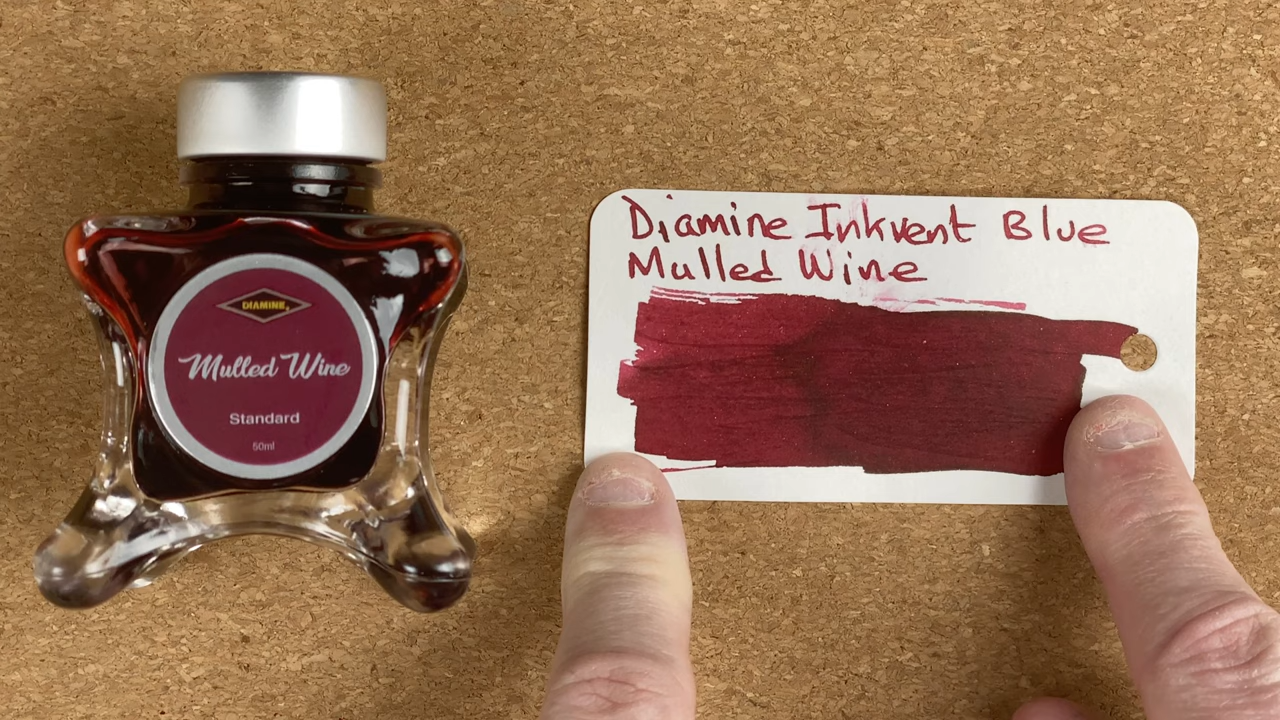 DIAMINE
Mulled Wine
Standard
50ml
Diamine Inkvent Blue
Mulled Wine